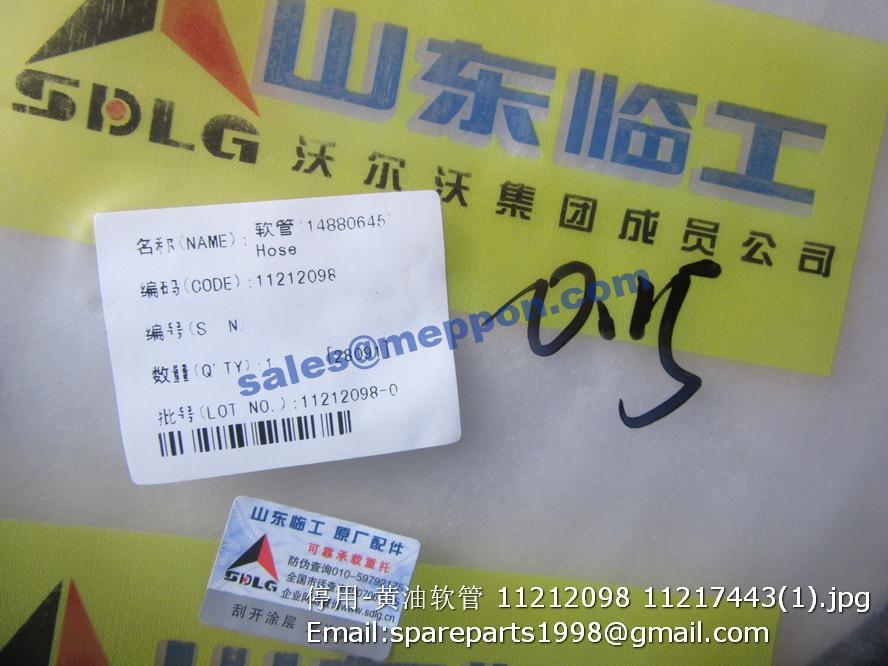 山东临工
SDLG 沃尔沃集团成员公司
名称(NAME): 软管(14880645)
Hose
编码(CODE):11212098
编号(S N
数量(Q'TY):1 [28091]
批号(LOT NO.):11212098-0
sales@meppon.com
山东临工 原厂配件
可靠承载重托
SDLG
防伪查询010-59792175
刮开涂层
停用-黄油软管 11212098 11217443(1).jpg
Email:spareparts1998@gmail.com